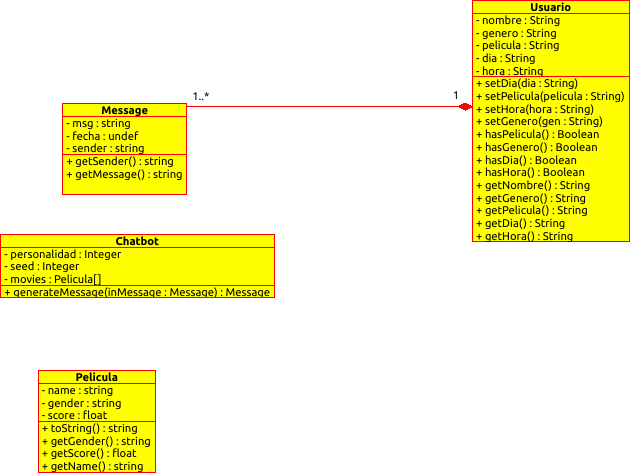 Usuario
- nombre : String
- genero : String
- pelicula : String
- dia : String
- hora : String
+ setDia(dia : String)
+ setPelicula(pelicula : String)
+ setHora(hora : String)
+ setGenero(gen : String)
+ hasPelicula() : Boolean
+ hasGenero() : Boolean
+ hasDia() : Boolean
+ hasHora() : Boolean
+ getNombre() : String
+ getGenero() : String
+ getPelicula() : String
+ getDia() : String
+ getHora() : String
1..*
1
Message
- msg : string
- fecha : undef
- sender : string
+ getSender() : string
+ getMessage() : string
Chatbot
- personalidad : Integer
- seed : Integer
- movies : Pelicula[]
+ generateMessage(inMessage : Message) : Message
Pelicula
- name : string
- gender : string
- score : float
+ toString() : string
+ getGender() : string
+ getScore() : float
+ getName() : string